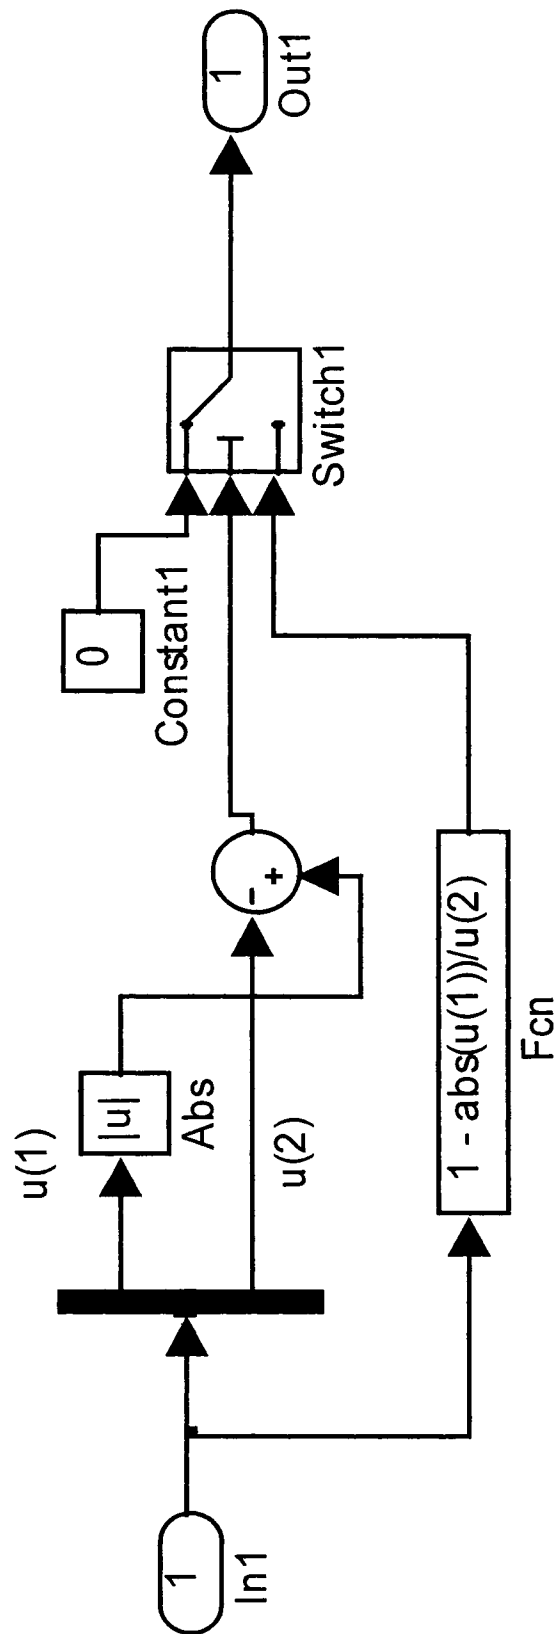 1
In1
u(1)
|u|
Abs
u(2)
- +
0
Constant1
Switch1
1
Out1
1 - abs(u(1))/u(2)
Fcn